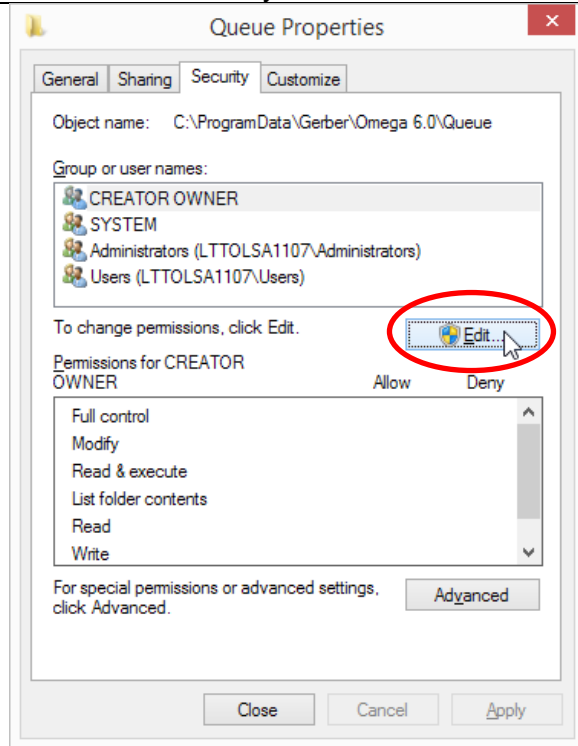 Queue Properties
General Sharing Security Customize
Object name: C:\ProgramData\Gerber\Omega 6.0\Queue
Group or user names:
CREATOR OWNER
SYSTEM
Administrators (LTTOLSA1107\Administrators)
Users (LTTOLSA1107\Users)
To change permissions, click Edit.
Edit...
Permissions for CREATOR
OWNER Allow Deny
Full control
Modify
Read & execute
List folder contents
Read
Write
For special permissions or advanced settings,
click Advanced.
Advanced
Close Cancel Apply